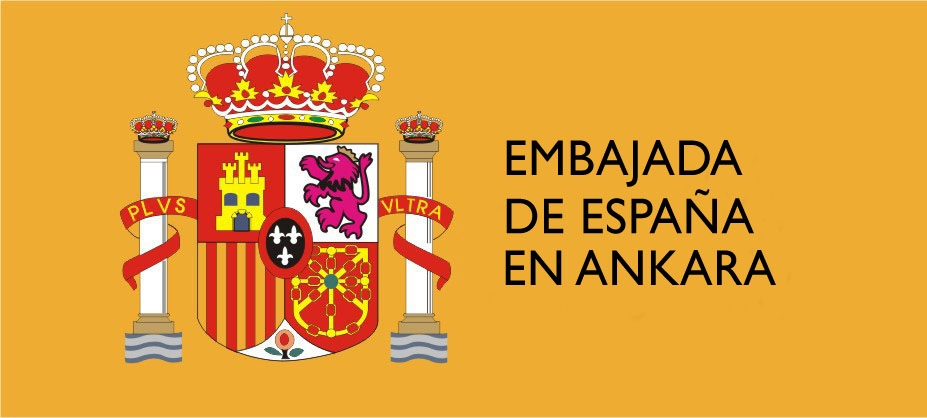 PLVS
VLTRA
EMBAJADA
DE ESPAÑA
EN ANKARA